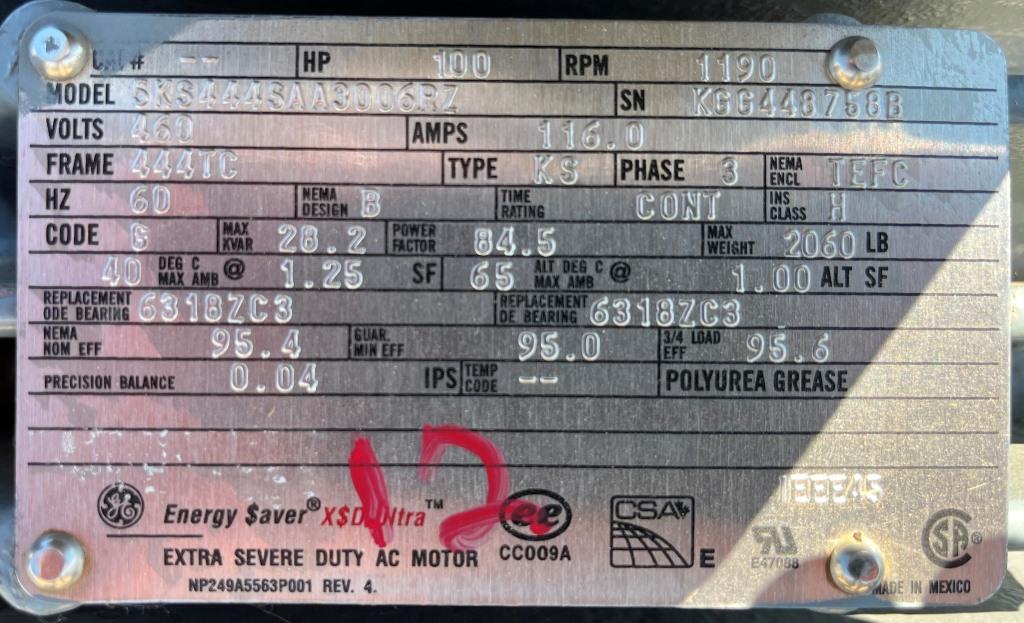 # -- HP 100 RPM 1190
MODEL 5KS444SAA3006RZ SN KGG448758B
VOLTS 460 AMPS 116.0
FRAME 444TC TYPE KS PHASE 3 NEMA ENCL TEFC
HZ 60 NEMA DESIGN B TIME RATING CONT INS CLASS H
CODE G MAX KVAR 28.2 POWER FACTOR 84.5 MAX WEIGHT 2060 LB
40 DEG C MAX AMB @ 1.25 SF 65 ALT DEG C MAX AMB @ 1.00 ALT SF
REPLACEMENT ODE BEARING 6318ZC3 REPLACEMENT DE BEARING 6318ZC3
NEMA NOM EFF 95.4 GUAR. MIN EFF 95.0 3/4 LOAD EFF 95.6
PRECISION BALANCE 0.04 IPS TEMP CODE -- POLYUREA GREASE
12
IEEE45
GE Energy $aver® X$D Ultra™ ee CSA
EXTRA SEVERE DUTY AC MOTOR CC009A E E47088 SA®
NP249A5563P001 REV. 4. MADE IN MEXICO